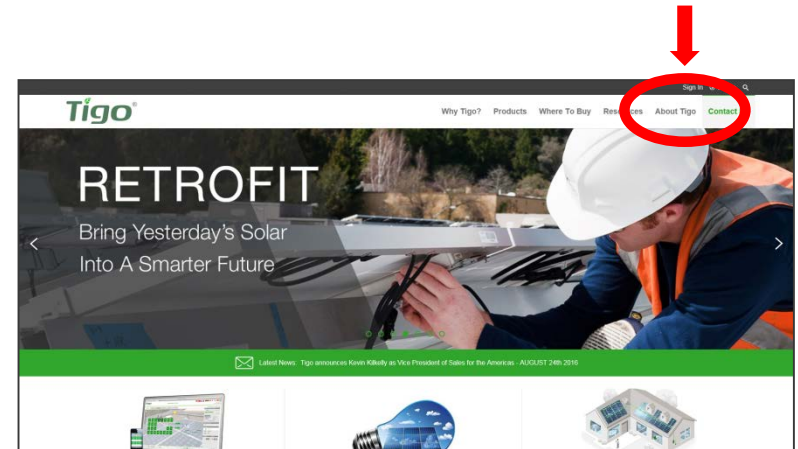 Sign In
Tigo®
Why Tigo? Products Where To Buy About Tigo Contact
RETROFIT
Bring Yesterday's Solar
Into A Smarter Future
Latest News: Tigo announces Kevin Kilkelly as Vice President of Sales for the Americas - AUGUST 24th 2016